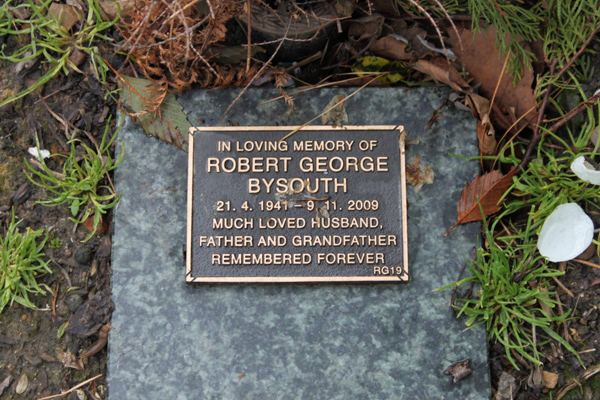 IN LOVING MEMORY OF
ROBERT GEORGE
BYSOUTH
21. 4. 1941 – 9. 11. 2009
MUCH LOVED HUSBAND,
FATHER AND GRANDFATHER
REMEMBERED FOREVER
RG19